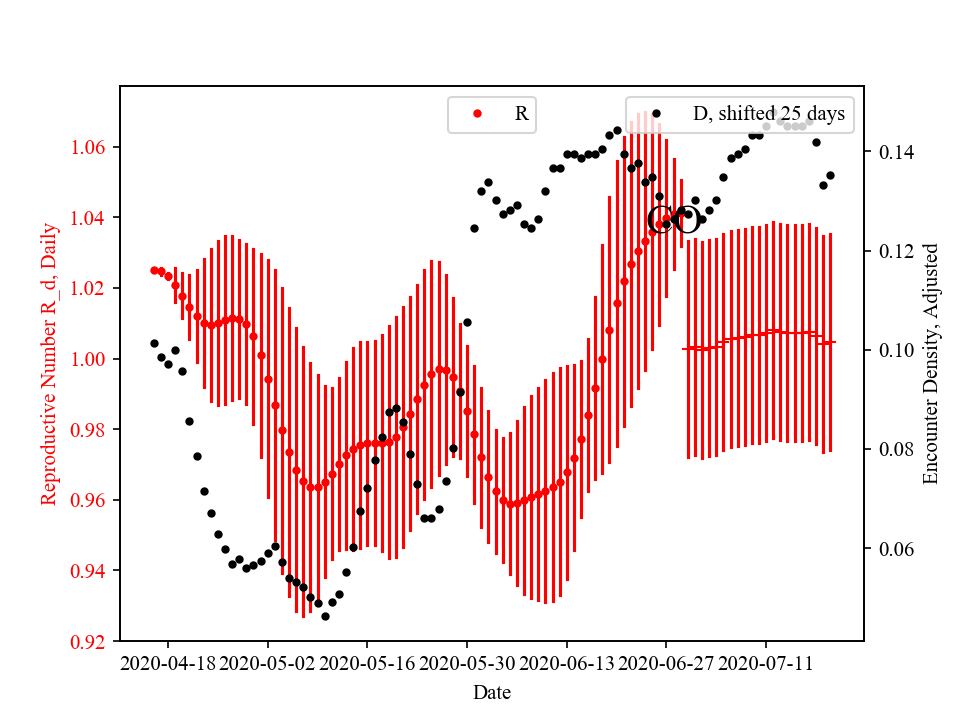 R
D, shifted 25 days
CO
Reproductive Number R_d, Daily
1.06
1.04
1.02
1.00
0.98
0.96
0.94
0.92
0.14
0.12
0.10
0.08
0.06
Encounter Density, Adjusted
2020-04-18 2020-05-02 2020-05-16 2020-05-30 2020-06-13 2020-06-27 2020-07-11
Date